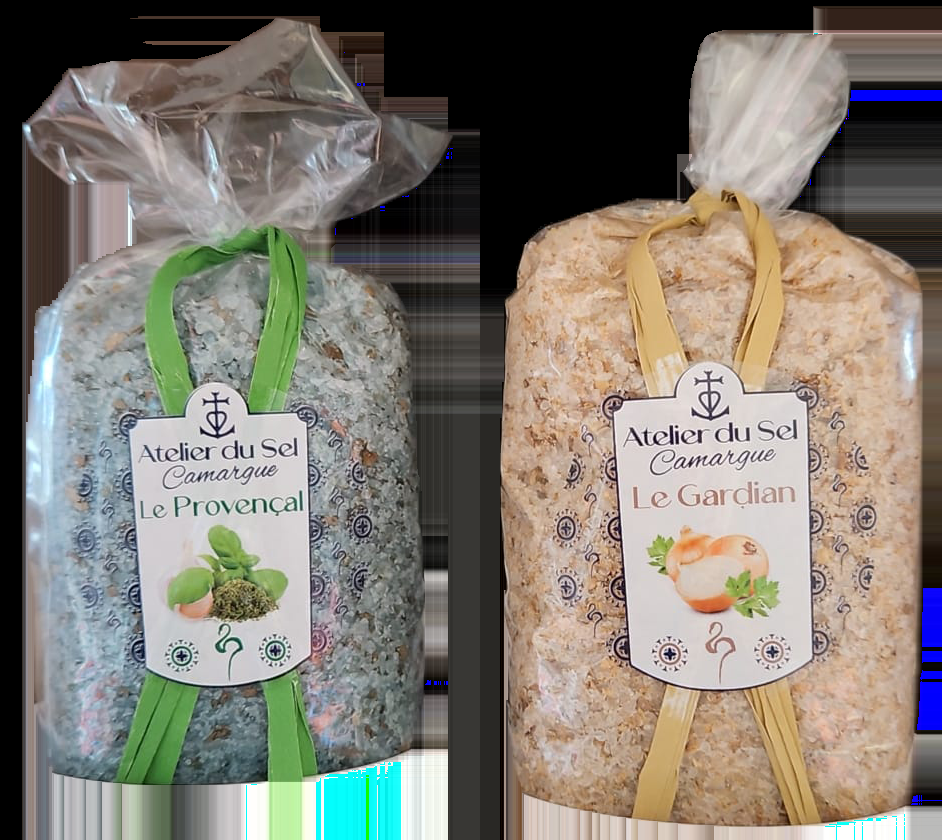 Atelier du Sel
Camargue
Le Provençal
Atelier du Sel
Camargue
Le Gardian